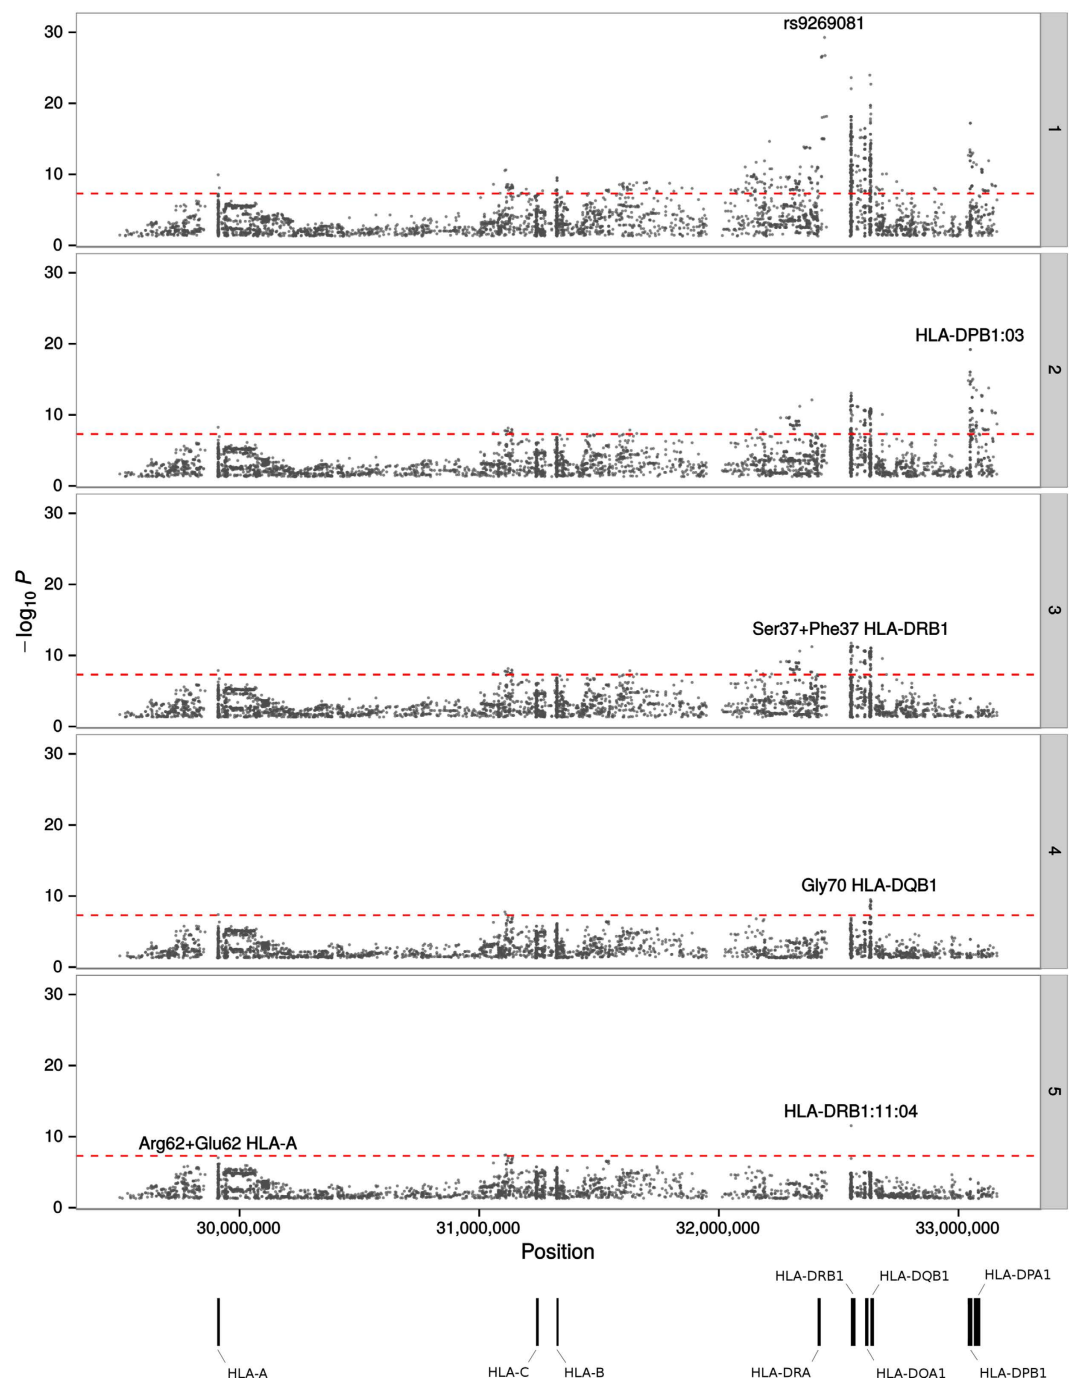 rs9269081
30
20
10
0
1
HLA-DPB1:03
30
20
10
0
2
Ser37+Phe37 HLA-DRB1
30
20
10
0
3
−log10 P
Gly70 HLA-DQB1
30
20
10
0
4
HLA-DRB1:11:04
Arg62+Glu62 HLA-A
30
20
10
0
5
30,000,000 31,000,000 32,000,000 33,000,000
Position
HLA-DRB1 HLA-DQB1 HLA-DPA1
HLA-A HLA-C HLA-B HLA-DRA HLA-DQA1 HLA-DPB1